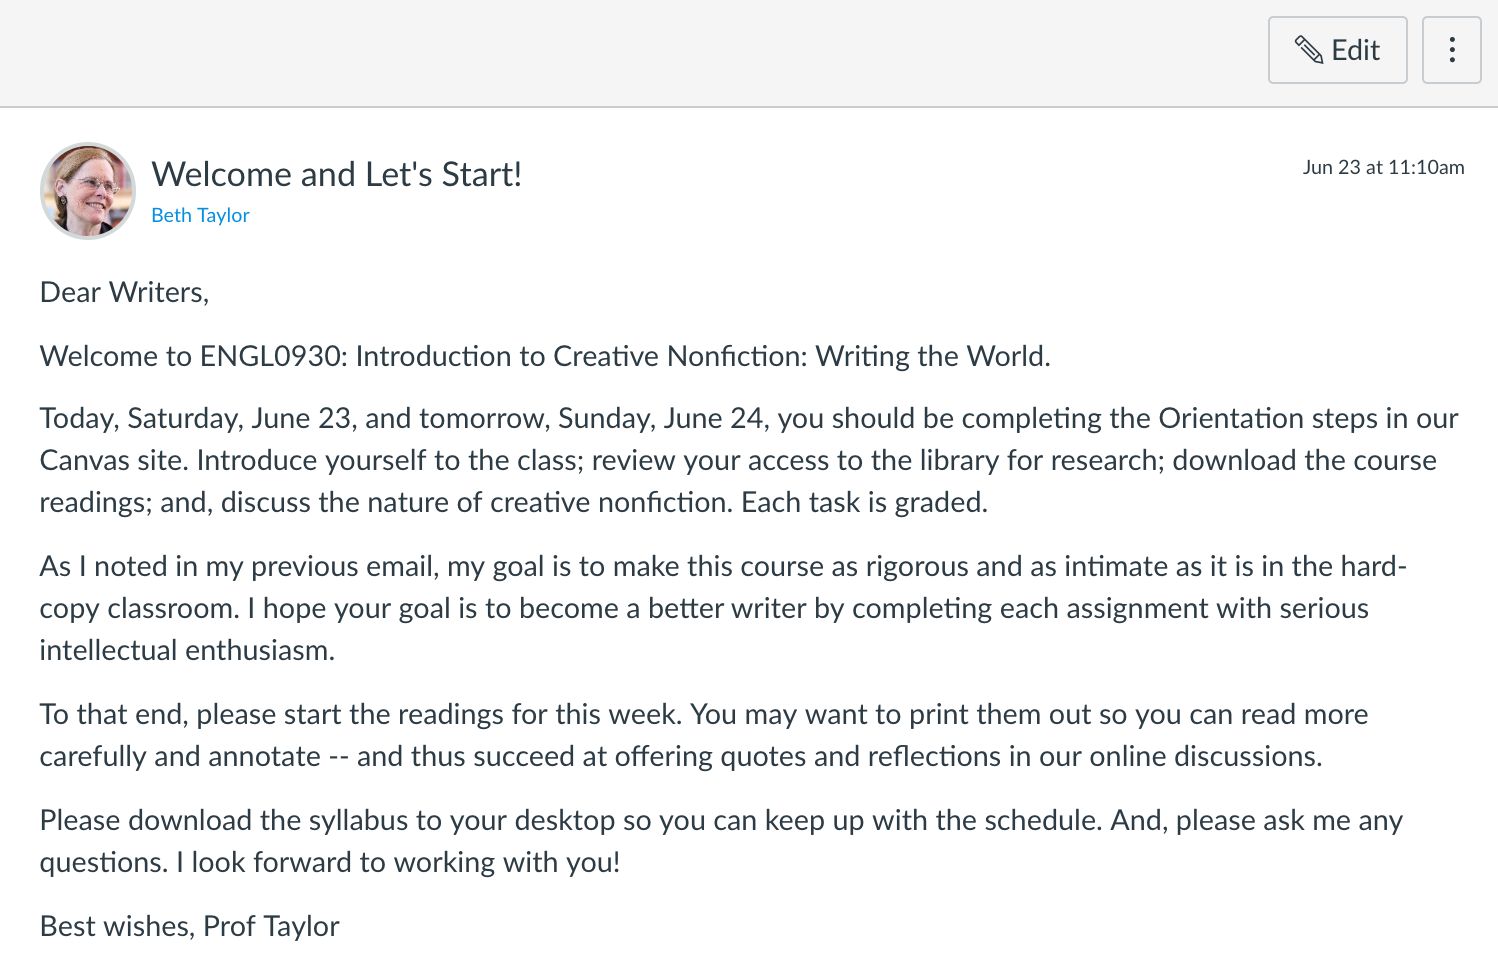 Edit
Welcome and Let's Start!
Jun 23 at 11:10am
Beth Taylor
Dear Writers,
Welcome to ENGL0930: Introduction to Creative Nonfiction: Writing the World.
Today, Saturday, June 23, and tomorrow, Sunday, June 24, you should be completing the Orientation steps in our
Canvas site. Introduce yourself to the class; review your access to the library for research; download the course
readings; and, discuss the nature of creative nonfiction. Each task is graded.
As I noted in my previous email, my goal is to make this course as rigorous and as intimate as it is in the hard-
copy classroom. I hope your goal is to become a better writer by completing each assignment with serious
intellectual enthusiasm.
To that end, please start the readings for this week. You may want to print them out so you can read more
carefully and annotate -- and thus succeed at offering quotes and reflections in our online discussions.
Please download the syllabus to your desktop so you can keep up with the schedule. And, please ask me any
questions. I look forward to working with you!
Best wishes, Prof Taylor